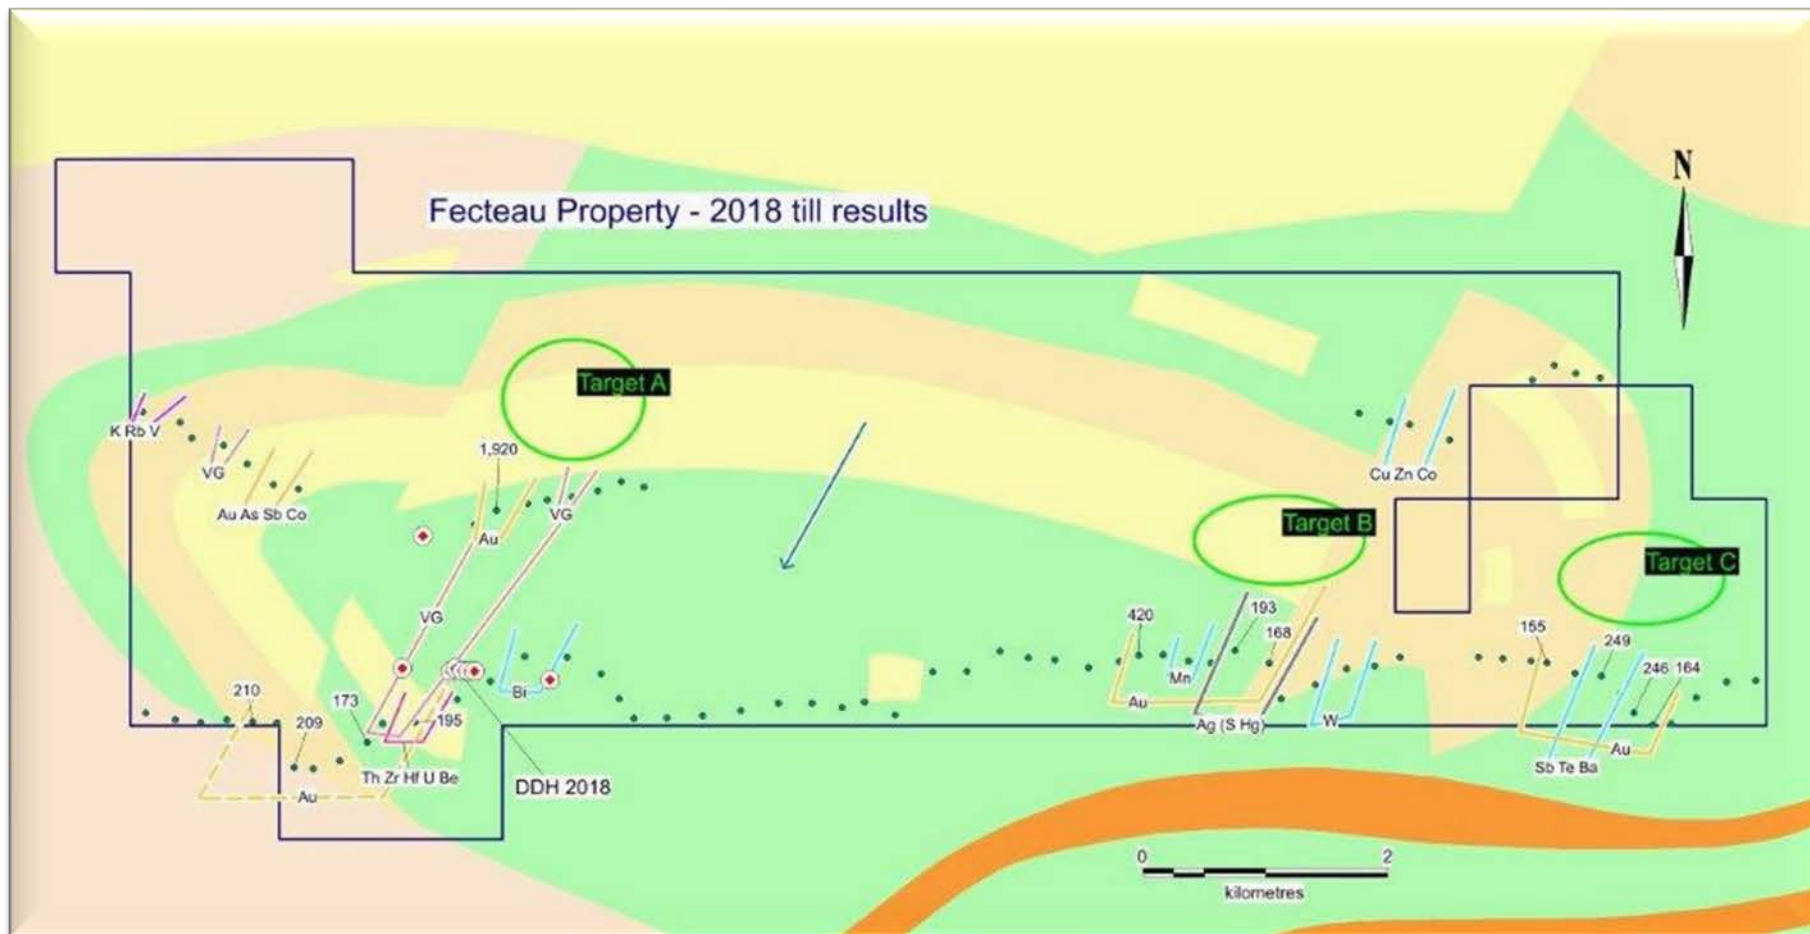 N
Fecteau Property - 2018 till results
Target A
K Rb V
1,920
VG
Cu Zn Co
Au As Sb Co
VG
Target B
Au
Target C
VG
420
193
168
155
249
Mn
Bi
246
164
210
173
195
Au
209
Ag (S Hg)
W
Au
Th Zr Hf U Be
Sb Te Ba
DDH 2018
Au
0
2
kilometres